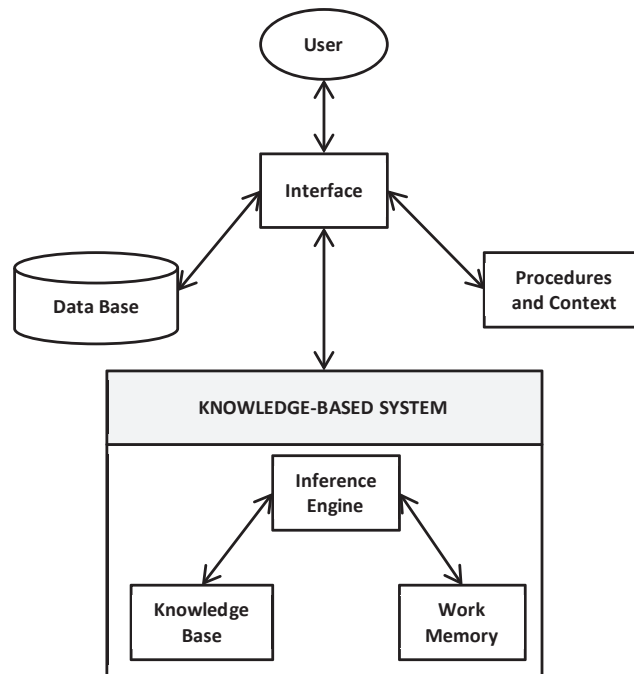 User
Interface
Data Base
Procedures
and Context
KNOWLEDGE-BASED SYSTEM
Inference
Engine
Knowledge
Base
Work
Memory